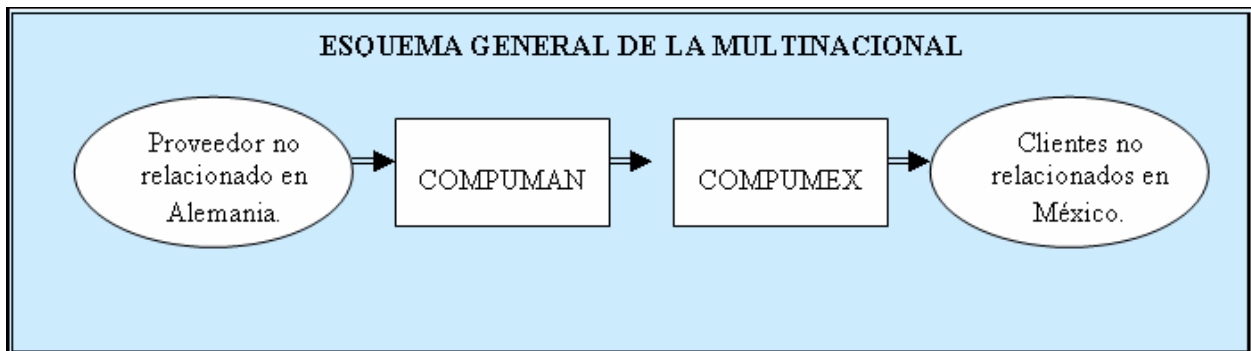 ESQUEMA GENERAL DE LA MULTINACIONAL
Proveedor no
relacionado en
Alemania.
COMPUMAN
COMPUMEX
Clientes no
relacionados en
México.